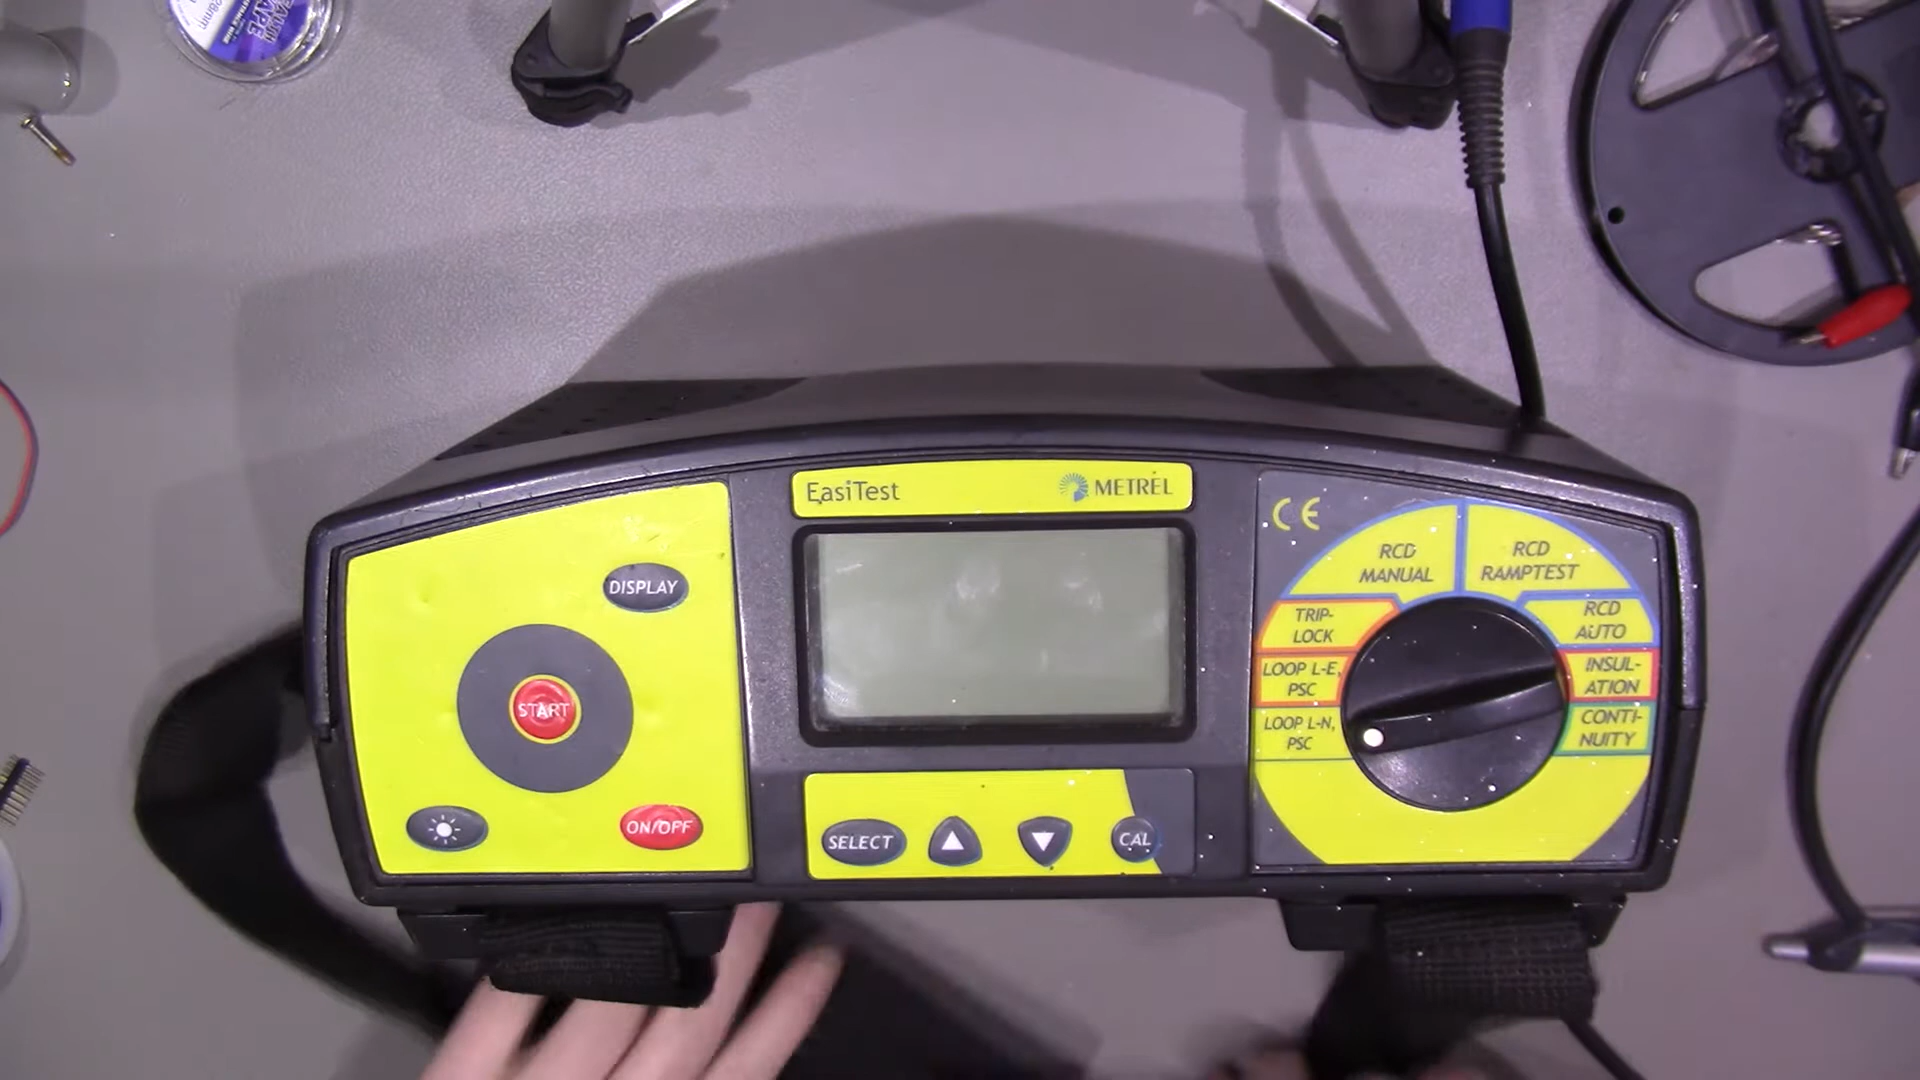 EasiTest
METREL
DISPLAY
START
ON/OFF
SELECT
CAL
CE
RCD
MANUAL
RCD
RAMPTEST
TRIP-
LOCK
RCD
AUTO
LOOP L-E,
PSC
INSUL-
ATION
LOOP L-N,
PSC
CONTI-
NUITY